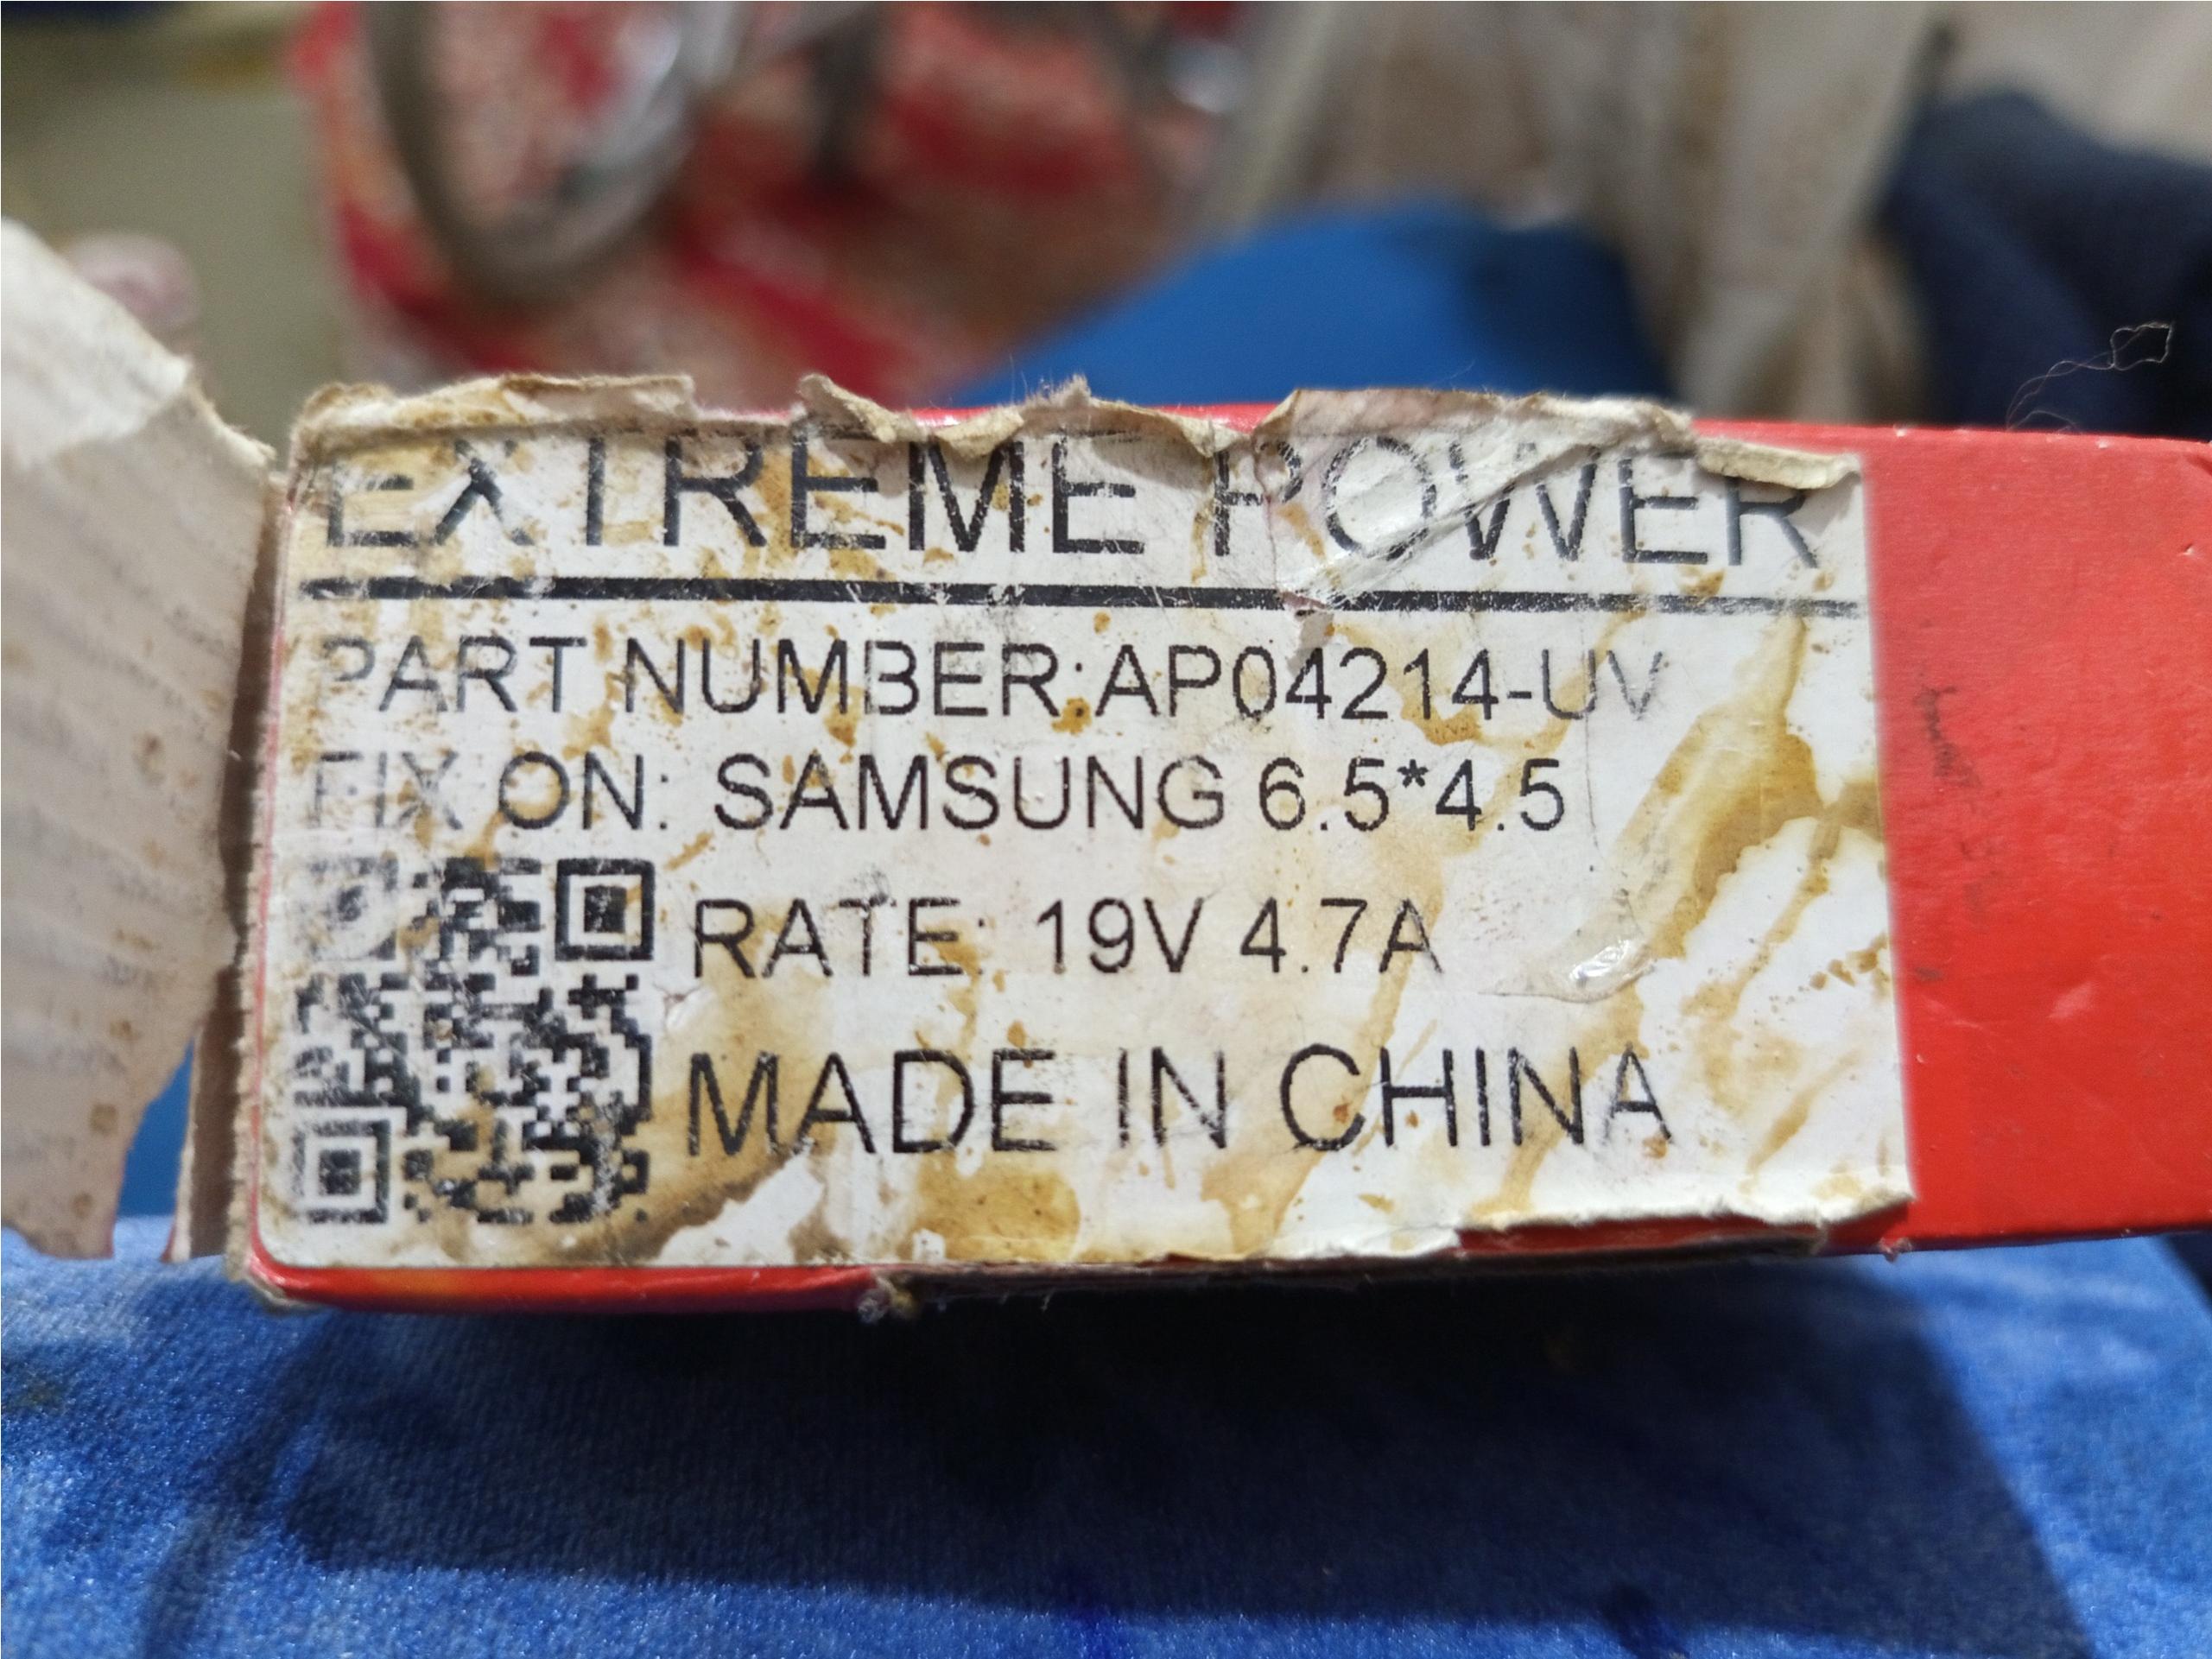 EXTREME POWER
PART NUMBER:AP04214-UV
FIX ON: SAMSUNG 6.5*4.5
RATE: 19V 4.7A
MADE IN CHINA